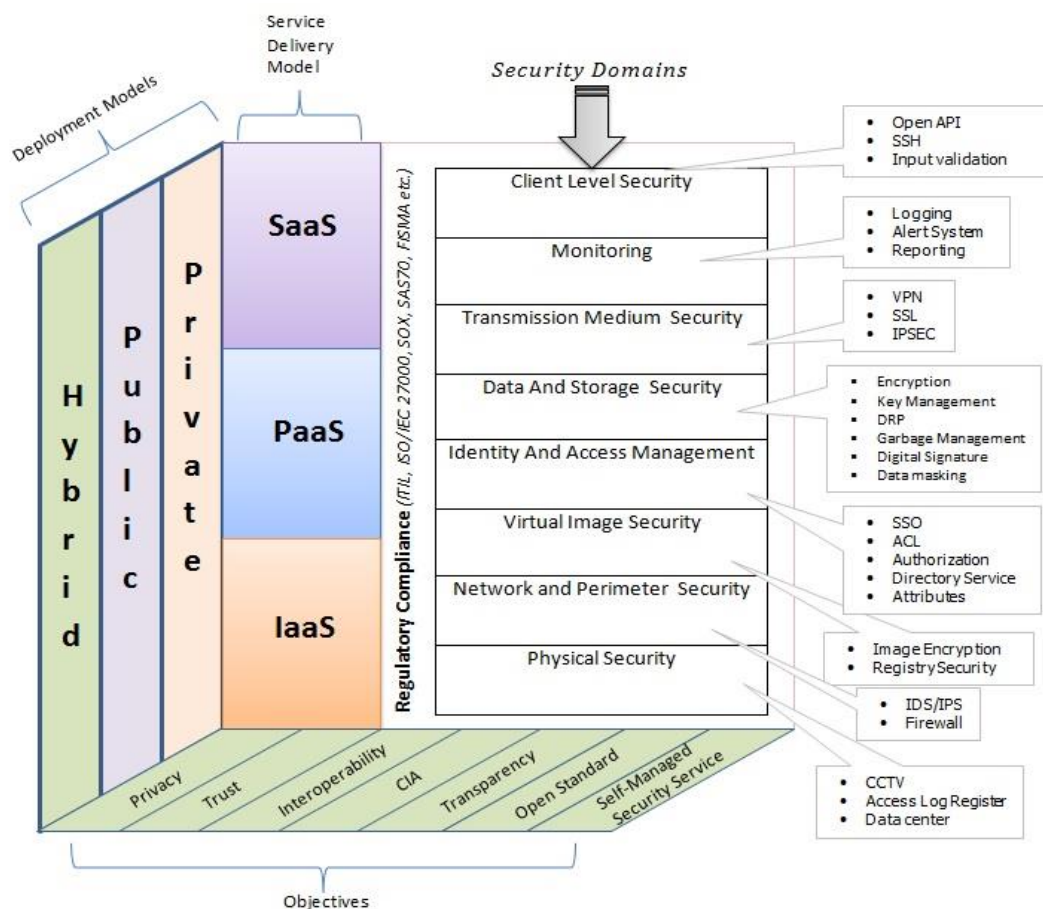 Service
Delivery
Model
Deployment Models
Security Domains
Hybrid
Public
Private
SaaS
PaaS
IaaS
Regulatory Compliance (ITIL, ISO/IEC 27000, SOX, SAS70, FISMA etc.)
Client Level Security
Monitoring
Transmission Medium Security
Data And Storage Security
Identity And Access Management
Virtual Image Security
Network and Perimeter Security
Physical Security
• Open API
• SSH
• Input validation
• Logging
• Alert System
• Reporting
• VPN
• SSL
• IPSEC
▪ Encryption
▪ Key Management
▪ DRP
▪ Garbage Management
▪ Digital Signature
▪ Data masking
• SSO
• ACL
• Authorization
• Directory Service
• Attributes
• Image Encryption
• Registry Security
• IDS/IPS
• Firewall
• CCTV
• Access Log Register
• Data center
Privacy
Trust
Interoperability
CIA
Transparency
Open Standard
Self-Managed
Security Service
Objectives